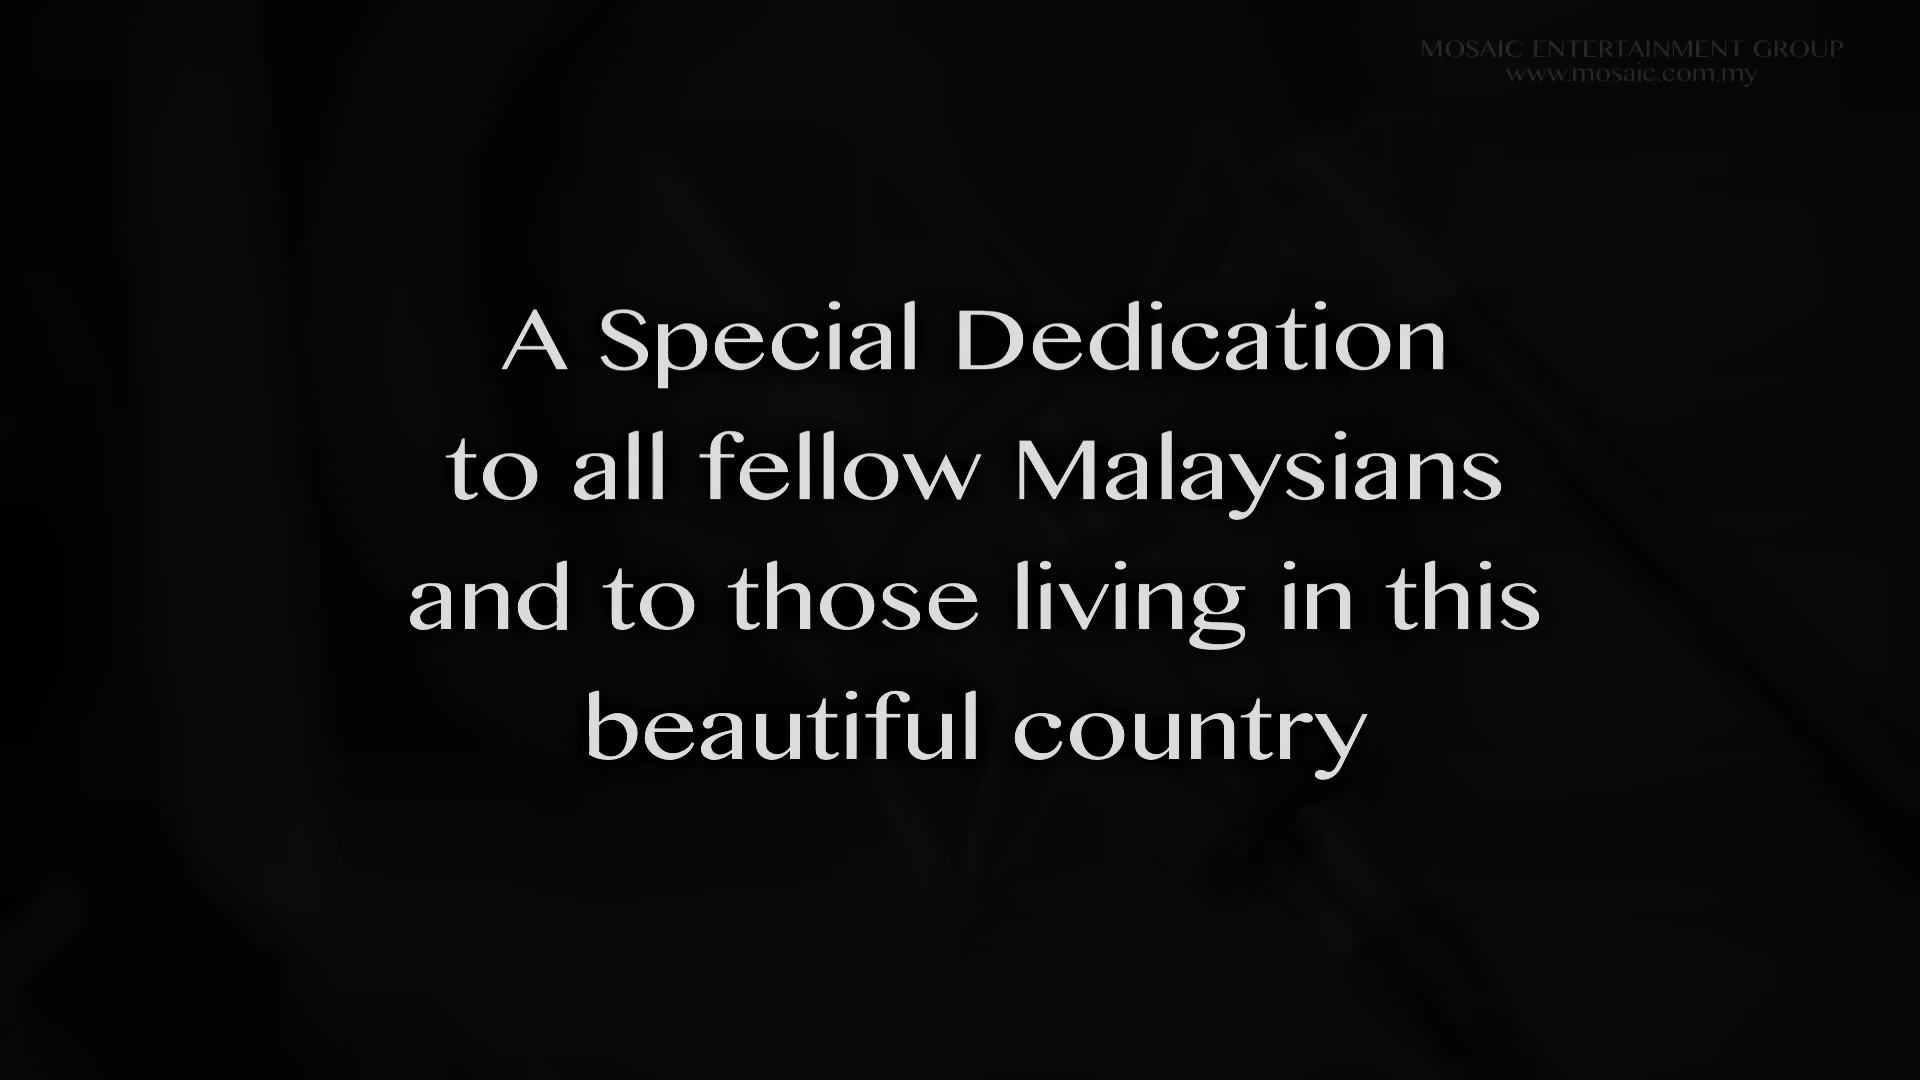 MOSAIC ENTERTAINMENT GROUP
www.mosaic.com.my
A Special Dedication
to all fellow Malaysians
and to those living in this
beautiful country